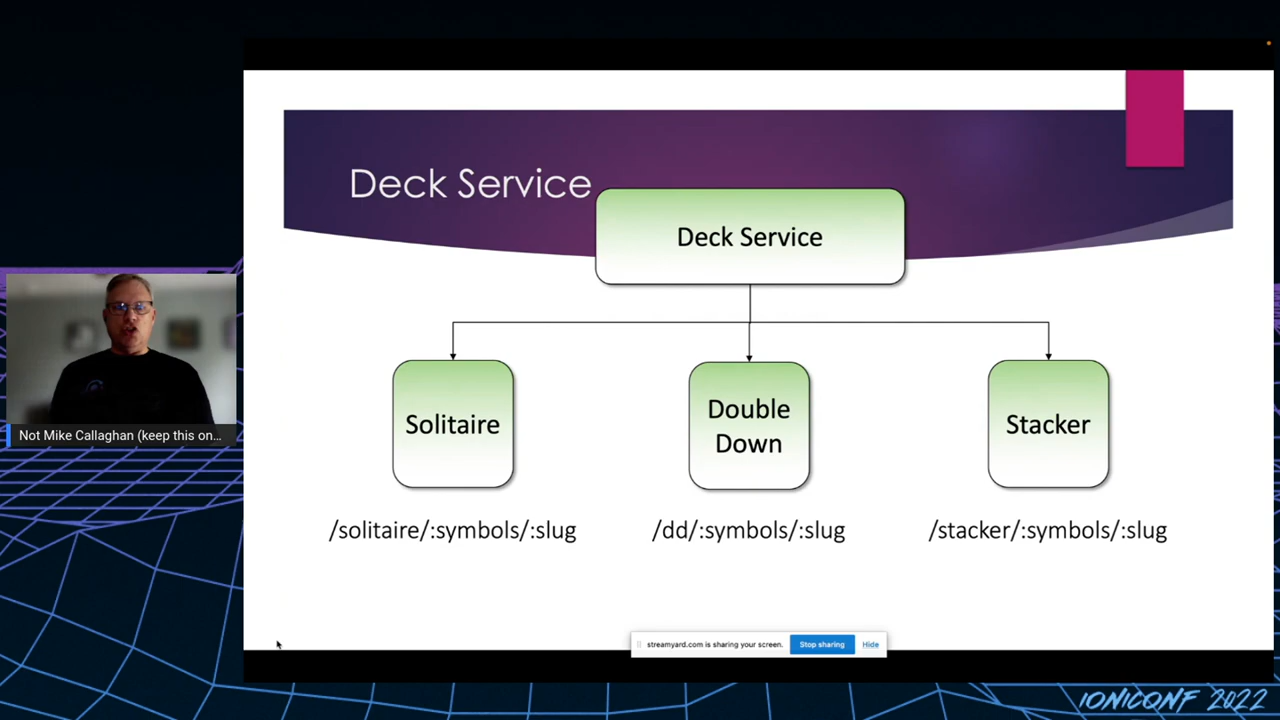 Deck Service
Deck Service
Solitaire
Double
Down
Stacker
/solitaire/:symbols/:slug
/dd/:symbols/:slug
/stacker/:symbols/:slug
Not Mike Callaghan (keep this on...
streamyard.com is sharing your screen.
Stop sharing
Hide
IONICONF 2022